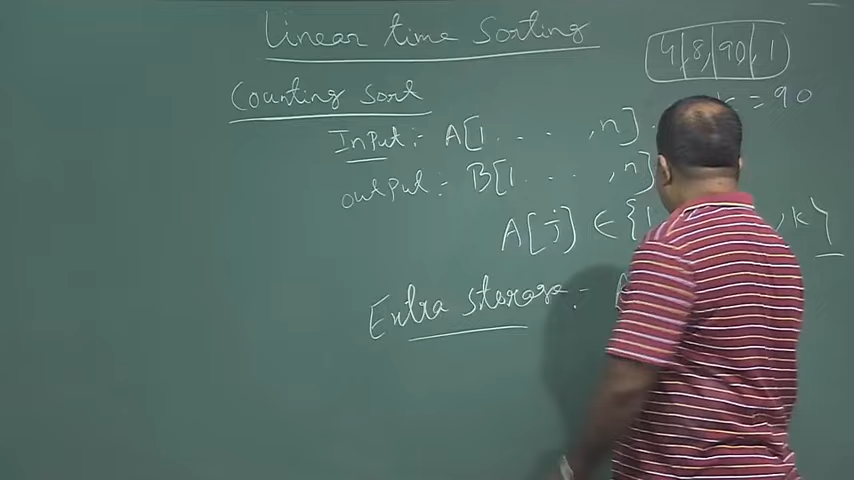 Linear time Sorting
4, 8, 90, 1
Counting Sort
= 90
Input :- A[1 . . . , n] .
Output :- B[1 . . . , n]
A[j] ∈ {1 , k}
Extra storage :-